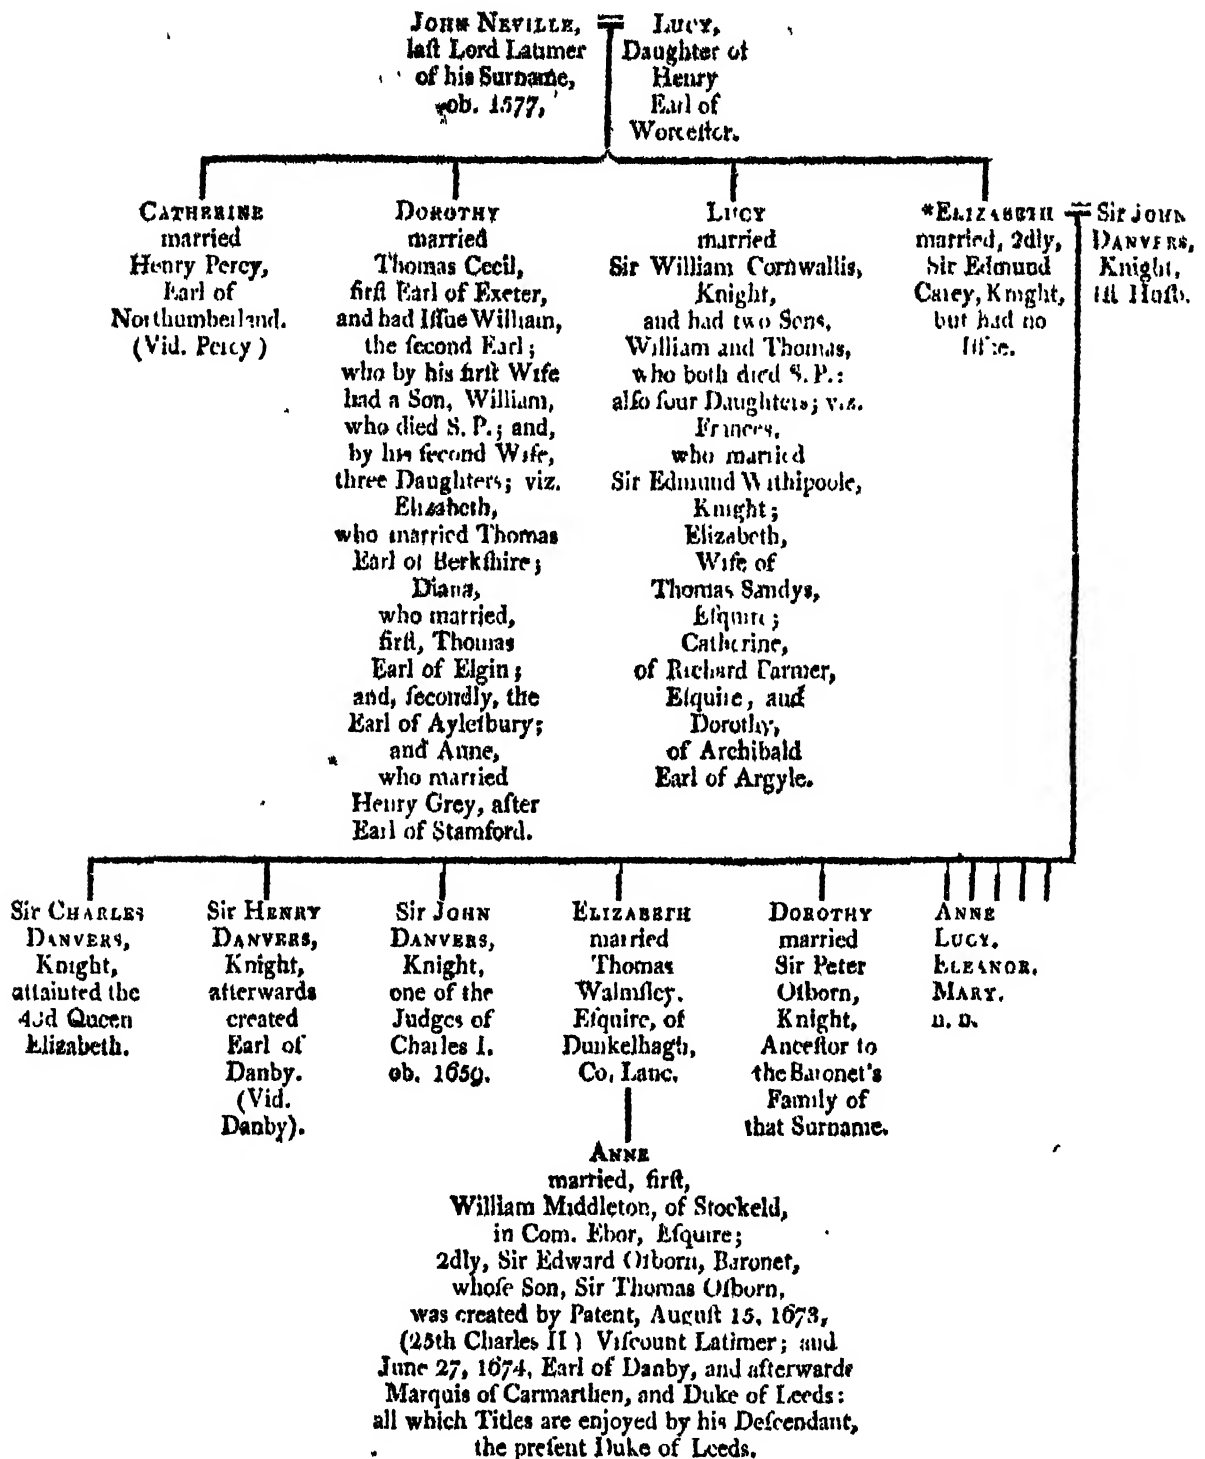 JOHN NEVILLE,
laſt Lord Latimer
of his Surname,
ob. 1577,
LUCY,
Daughter of
Henry
Earl of
Worceſter.
CATHERINE
married
Henry Percy,
Earl of
Northumberland.
(Vid. Percy)
DOROTHY
married
Thomas Cecil,
firſt Earl of Exeter,
and had Iſſue William,
the ſecond Earl;
who by his firſt Wife
had a Son, William,
who died S. P.; and,
by his ſecond Wife,
three Daughters; viz.
Elizabeth,
who married Thomas
Earl of Berkſhire;
Diana,
who married,
firſt, Thomas
Earl of Elgin;
and, ſecondly, the
Earl of Ayleſbury;
and Anne,
who married
Henry Grey, after
Earl of Stamford.
LUCY
married
Sir William Cornwallis,
Knight,
and had two Sons,
William and Thomas,
who both died S. P.:
alſo four Daughters; viz.
Frances,
who married
Sir Edmund Withipoole,
Knight;
Elizabeth,
Wife of
Thomas Sandys,
Eſquire;
Catherine,
of Richard Farmer,
Eſquire, and
Dorothy,
of Archibald
Earl of Argyle.
*ELIZABETH
married, 2dly,
Sir Edmund
Carey, Knight,
but had no
Iſſue.
Sir JOHN
DANVERS,
Knight,
1ſt Huſb.
Sir CHARLES
DANVERS,
Knight,
attainted the
43d Queen
Elizabeth.
Sir HENRY
DANVERS,
Knight,
afterwards
created
Earl of
Danby.
(Vid.
Danby).
Sir JOHN
DANVERS,
Knight,
one of the
Judges of
Charles I.
ob. 1659.
ELIZABETH
married
Thomas
Walmſley,
Eſquire, of
Dunkelhagh,
Co. Lanc.
DOROTHY
married
Sir Peter
Oſborn,
Knight,
Anceſtor to
the Baronet's
Family of
that Surname.
ANNE
LUCY.
ELEANOR.
MARY.
ANNE
married, firſt,
William Middleton, of Stockeld,
in Com. Ebor, Eſquire;
2dly, Sir Edward Oſborn, Baronet,
whoſe Son, Sir Thomas Oſborn,
was created by Patent, Auguſt 15, 1673,
(25th Charles II) Viſcount Latimer; and
June 27, 1674, Earl of Danby, and afterwards
Marquis of Carmarthen, and Duke of Leeds:
all which Titles are enjoyed by his Deſcendant,
the preſent Duke of Leeds.